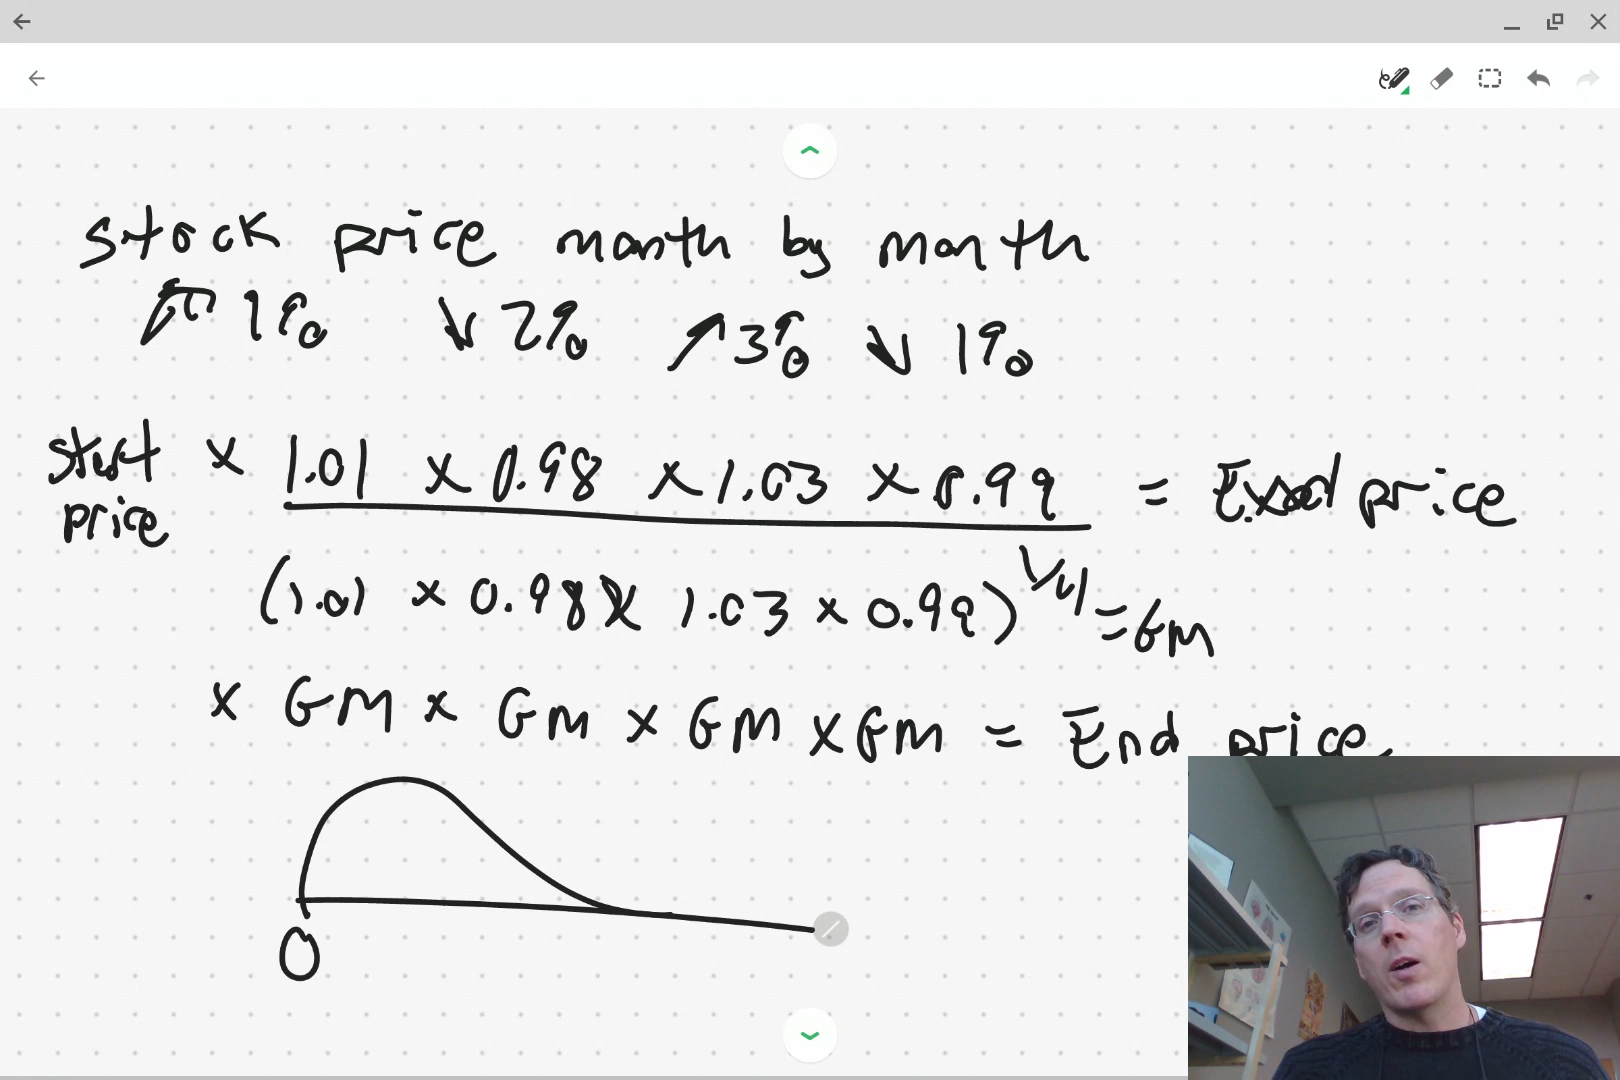 stock price month by month
↗ 1% ↘ 2% ↗ 3% ↘ 1%
start price × 1.01 × 0.98 × 1.03 × 0.99 = End price
(1.01 × 0.98 × 1.03 × 0.99)^1/4 = GM
× GM × GM × GM × GM = End price
0